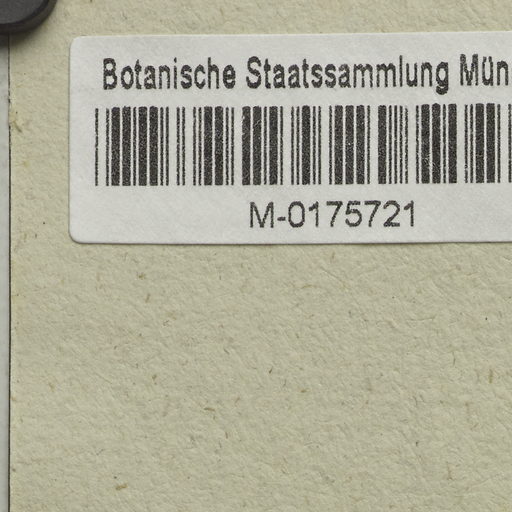 Botanische Staatssammlung Mün
M-0175721